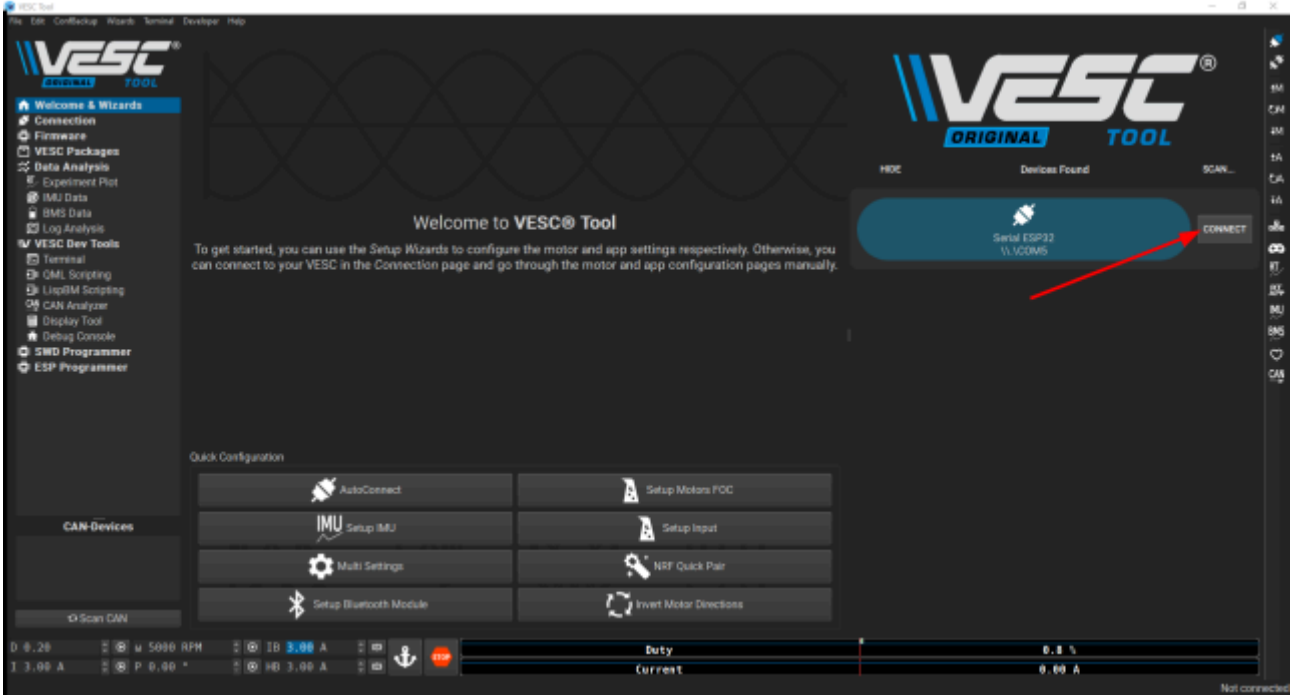 VESC Tool
File Edit ConfBackup Wizards Terminal Developer Help
VESC®
ORIGINAL TOOL
Welcome & Wizards
Connection
Firmware
VESC Packages
Data Analysis
Experiment Plot
IMU Data
BMS Data
Log Analysis
VESC Dev Tools
Terminal
QML Scripting
LispBM Scripting
CAN Analyzer
Display Tool
Debug Console
SWD Programmer
ESP Programmer
CAN-Devices
Scan CAN
Welcome to VESC® Tool
To get started, you can use the Setup Wizards to configure the motor and app settings respectively. Otherwise, you
can connect to your VESC in the Connection page and go through the motor and app configuration pages manually.
Quick Configuration
AutoConnect
Setup Motors FOC
IMU Setup IMU
Setup Input
Multi Settings
NRF Quick Pair
Setup Bluetooth Module
Invert Motor Directions
VESC®
ORIGINAL TOOL
HIDE Devices Found SCAN...
Serial ESP32
\\.\COM5
CONNECT
RT
IMU
BMS
CAN
D 0.20 ω 5000 RPM IB 3.00 A
I 3.00 A P 0.00 ° HB 3.00 A
STOP
Duty 0.0 %
Current 0.00 A
Not connected